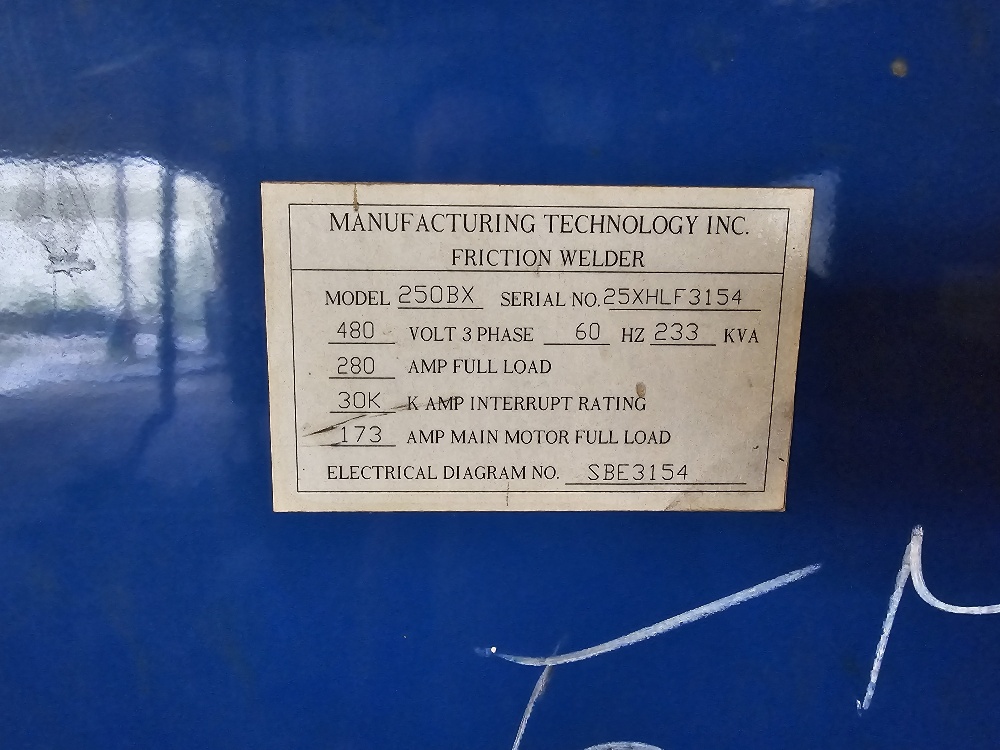 MANUFACTURING TECHNOLOGY INC.
FRICTION WELDER
MODEL 250BX SERIAL NO. 25XHLF3154
480 VOLT 3 PHASE 60 HZ 233 KVA
280 AMP FULL LOAD
30K K AMP INTERRUPT RATING
173 AMP MAIN MOTOR FULL LOAD
ELECTRICAL DIAGRAM NO. SBE3154